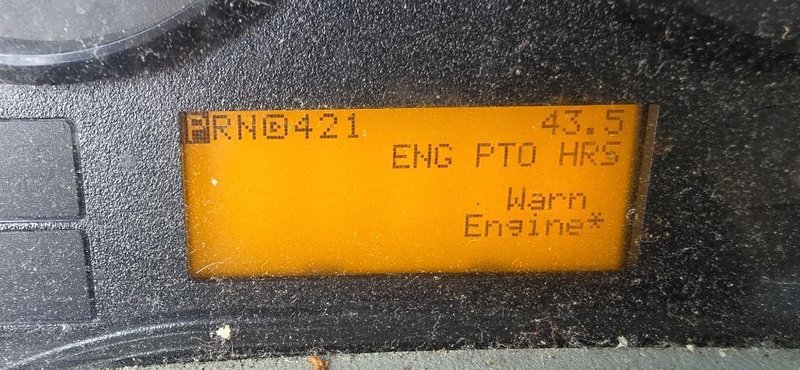 PRND421 43.5
ENG PTO HRS
Warn
Engine*